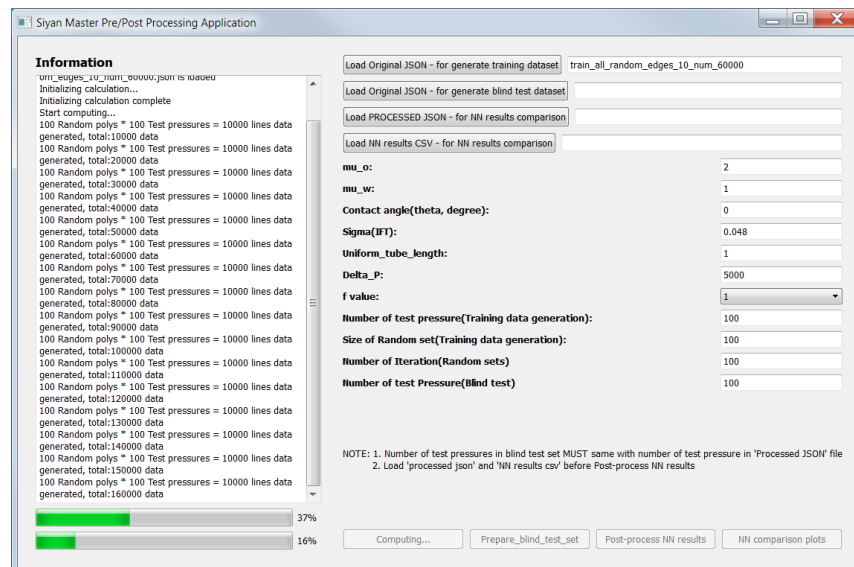 Siyan Master Pre/Post Processing Application
Information
om_edges_10_num_60000.json is loaded
Initializing calculation...
Initializing calculation complete
Start computing...
100 Random polys * 100 Test pressures = 10000 lines data
generated, total:10000 data
100 Random polys * 100 Test pressures = 10000 lines data
generated, total:20000 data
100 Random polys * 100 Test pressures = 10000 lines data
generated, total:30000 data
100 Random polys * 100 Test pressures = 10000 lines data
generated, total:40000 data
100 Random polys * 100 Test pressures = 10000 lines data
generated, total:50000 data
100 Random polys * 100 Test pressures = 10000 lines data
generated, total:60000 data
100 Random polys * 100 Test pressures = 10000 lines data
generated, total:70000 data
100 Random polys * 100 Test pressures = 10000 lines data
generated, total:80000 data
100 Random polys * 100 Test pressures = 10000 lines data
generated, total:90000 data
100 Random polys * 100 Test pressures = 10000 lines data
generated, total:100000 data
100 Random polys * 100 Test pressures = 10000 lines data
generated, total:110000 data
100 Random polys * 100 Test pressures = 10000 lines data
generated, total:120000 data
100 Random polys * 100 Test pressures = 10000 lines data
generated, total:130000 data
100 Random polys * 100 Test pressures = 10000 lines data
generated, total:140000 data
100 Random polys * 100 Test pressures = 10000 lines data
generated, total:150000 data
100 Random polys * 100 Test pressures = 10000 lines data
generated, total:160000 data
37%
16%
Load Original JSON - for generate training dataset train_all_random_edges_10_num_60000
Load Original JSON - for generate blind test dataset
Load PROCESSED JSON - for NN results comparison
Load NN results CSV - for NN results comparison
mu_o: 2
mu_w: 1
Contact angle(theta, degree): 0
Sigma(IFT): 0.048
Uniform_tube_length: 1
Delta_P: 5000
f value: 1
Number of test pressure(Training data generation): 100
Size of Random set(Training data generation): 100
Number of Iteration(Random sets) 100
Number of test Pressure(Blind test) 100
NOTE: 1. Number of test pressures in blind test set MUST same with number of test pressure in 'Processed JSON' file
2. Load 'processed json' and 'NN results csv' before Post-process NN results
Computing... Prepare_blind_test_set Post-process NN results NN comparison plots